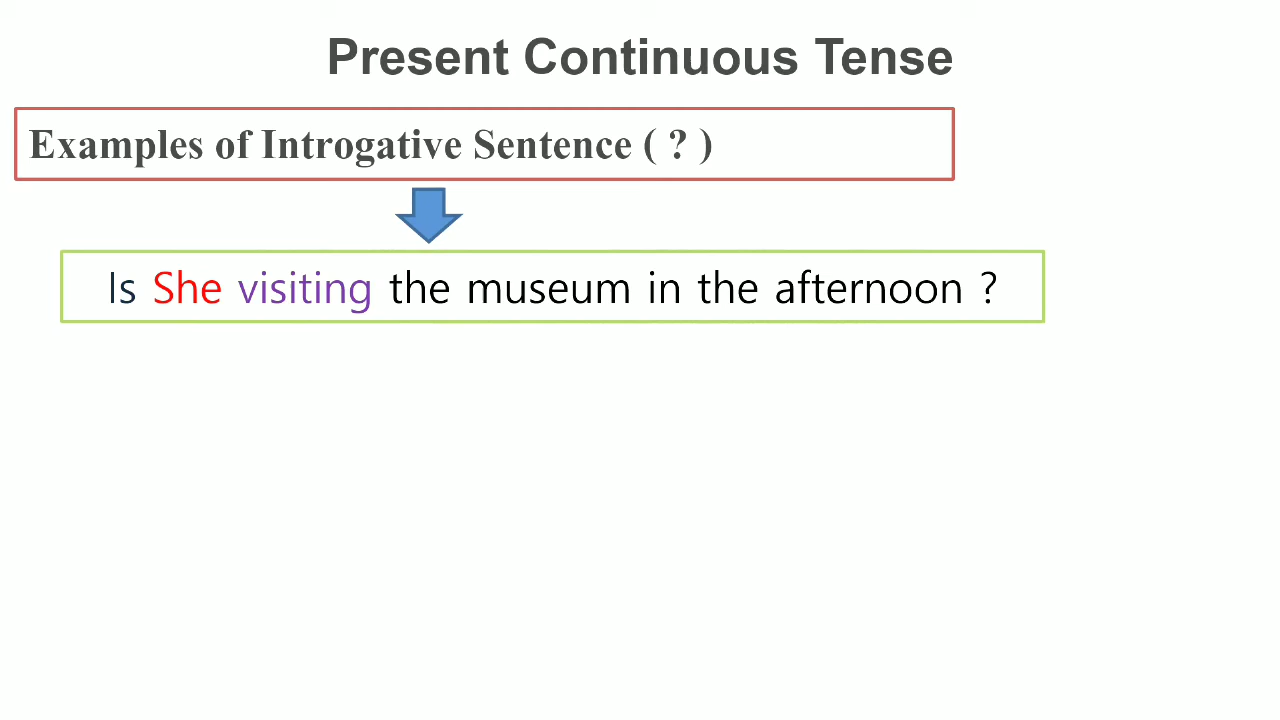 Present Continuous Tense
Examples of Introgative Sentence ( ? )
Is She visiting the museum in the afternoon ?